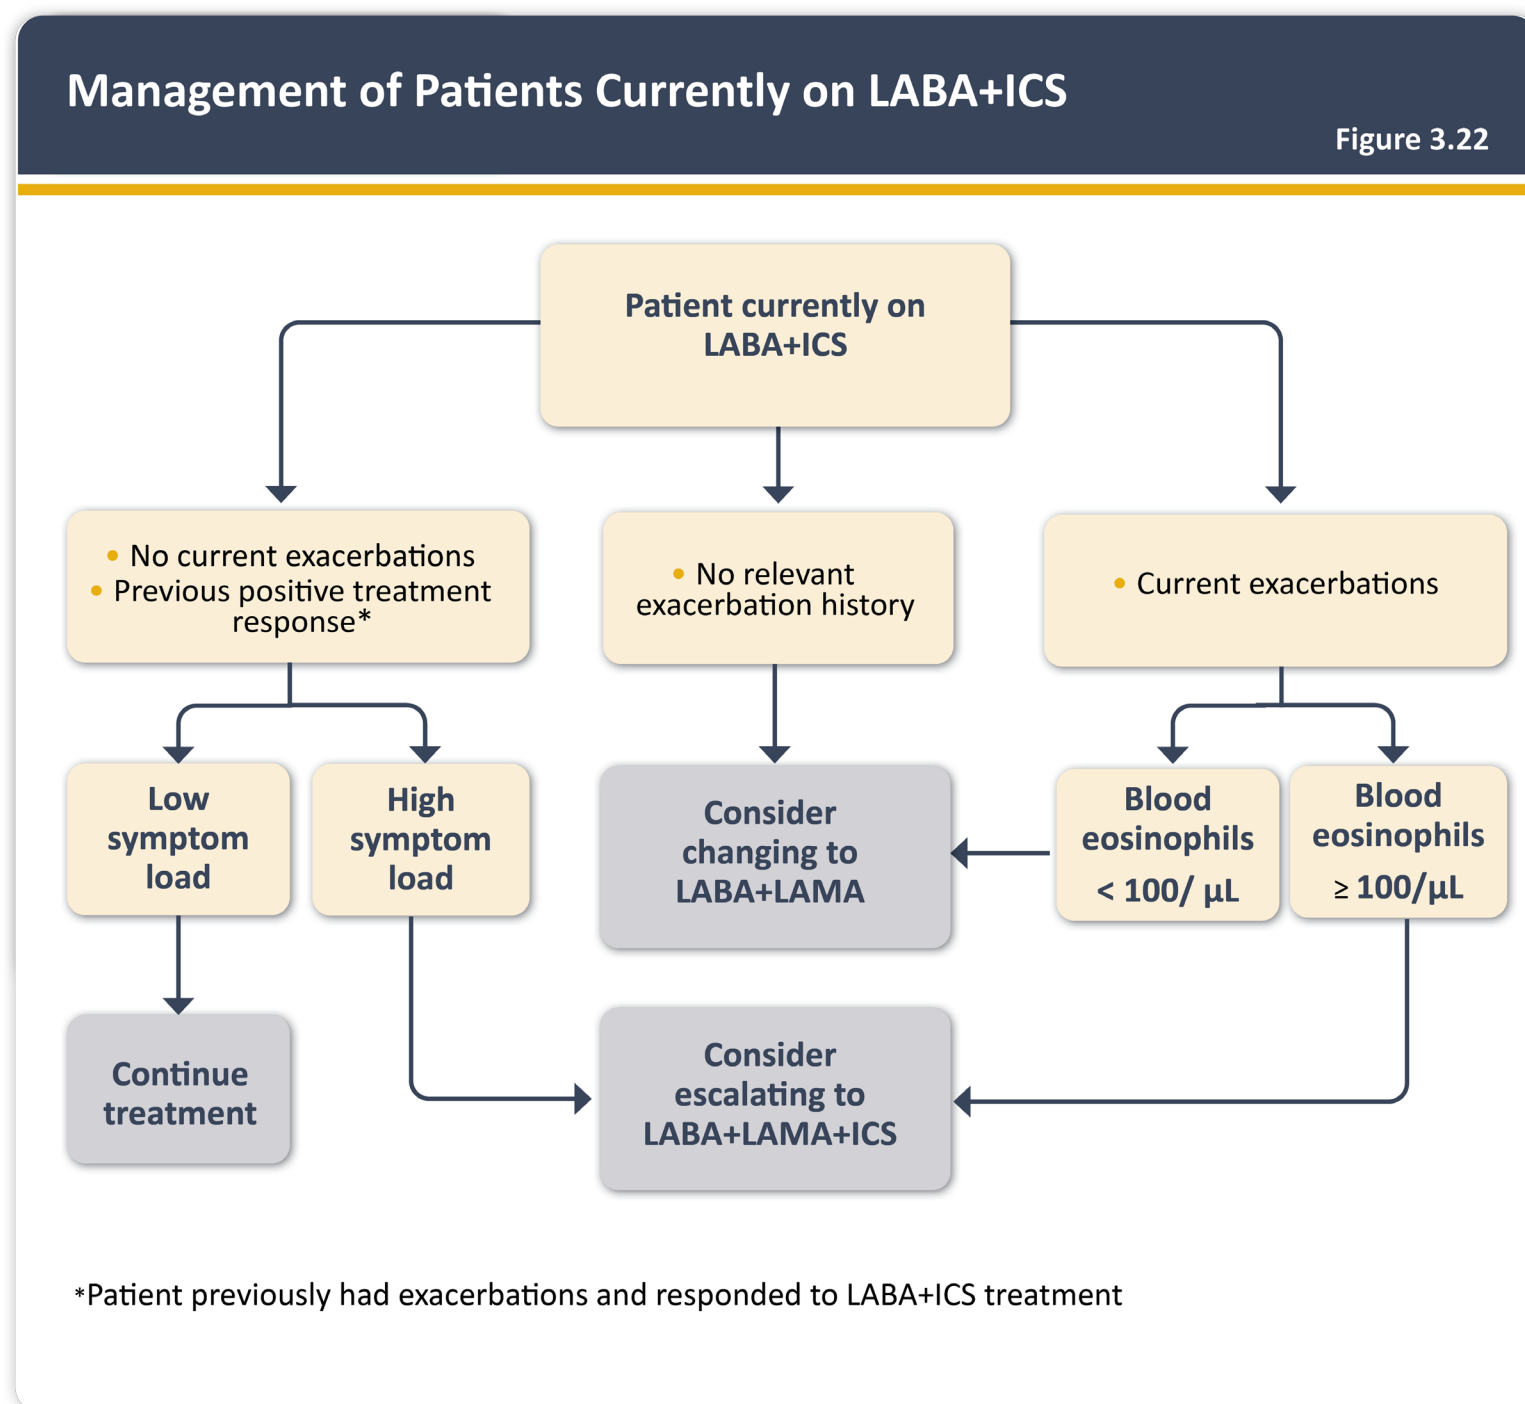 Management of Patients Currently on LABA+ICS
Figure 3.22
Patient currently on
LABA+ICS
• No current exacerbations
• Previous positive treatment
response*
• No relevant
exacerbation history
• Current exacerbations
Low
symptom
load
High
symptom
load
Consider
changing to
LABA+LAMA
Blood
eosinophils
< 100/ µL
Blood
eosinophils
≥ 100/µL
Continue
treatment
Consider
escalating to
LABA+LAMA+ICS
*Patient previously had exacerbations and responded to LABA+ICS treatment